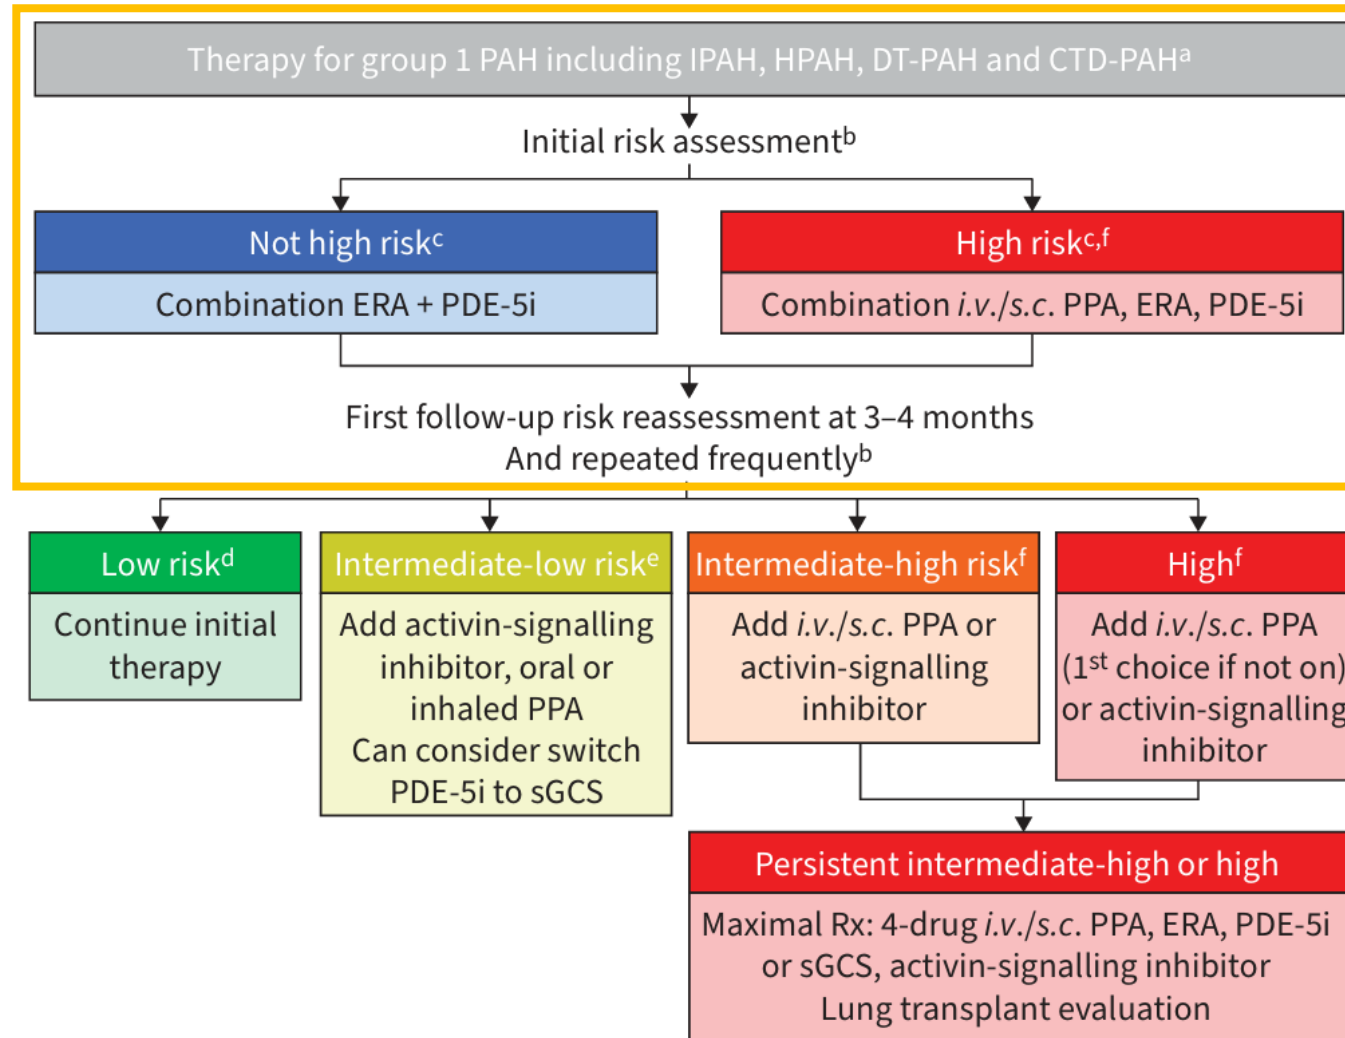 Therapy for group 1 PAH including IPAH, HPAH, DT-PAH and CTD-PAHᵃ
Initial risk assessmentᵇ
Not high riskᶜ
Combination ERA + PDE-5i
High riskᶜ,ᶠ
Combination i.v./s.c. PPA, ERA, PDE-5i
First follow-up risk reassessment at 3–4 months
And repeated frequentlyᵇ
Low riskᵈ
Continue initial
therapy
Intermediate-low riskᵉ
Add activin-signalling
inhibitor, oral or
inhaled PPA
Can consider switch
PDE-5i to sGCS
Intermediate-high riskᶠ
Add i.v./s.c. PPA or
activin-signalling
inhibitor
Highᶠ
Add i.v./s.c. PPA
(1ˢᵗ choice if not on)
or activin-signalling
inhibitor
Persistent intermediate-high or high
Maximal Rx: 4-drug i.v./s.c. PPA, ERA, PDE-5i
or sGCS, activin-signalling inhibitor
Lung transplant evaluation